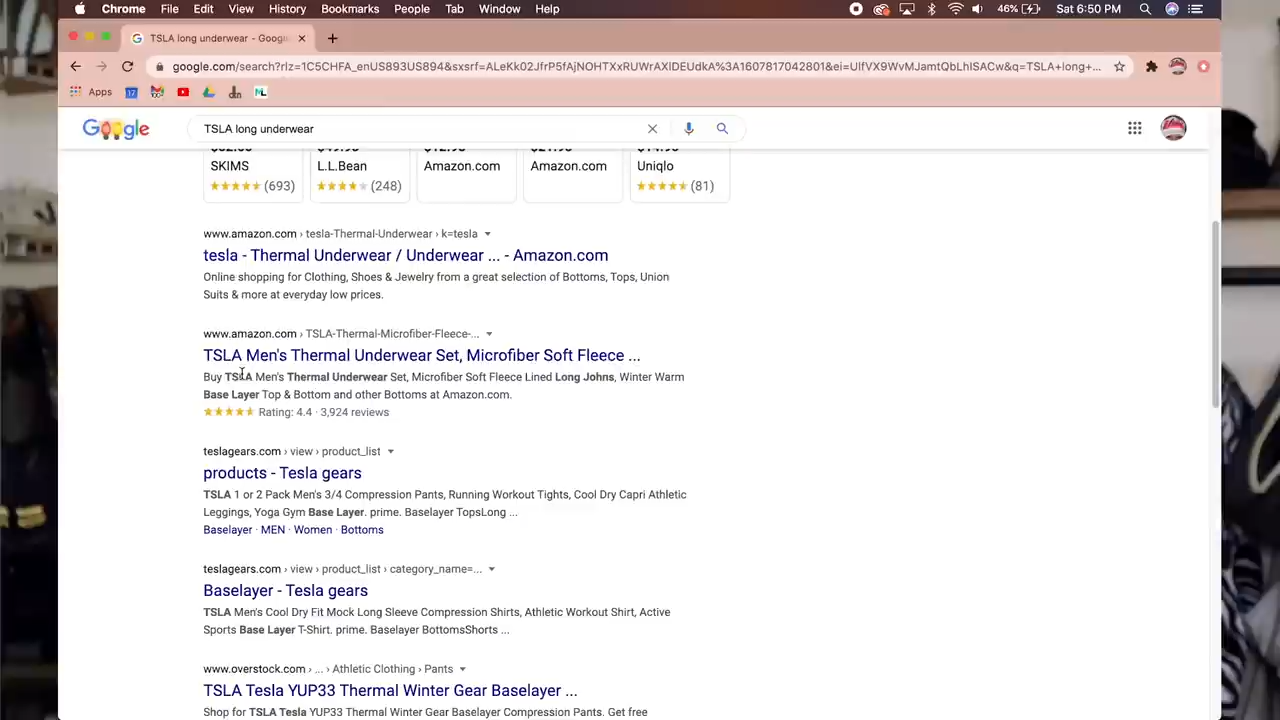 Chrome File Edit View History Bookmarks People Tab Window Help 46% Sat 6:50 PM
TSLA long underwear - Googl
google.com/search?rlz=1C5CHFA_enUS893US894&sxsrf=
Apps 17
Google TSLA long underwear
SKIMS L.L.Bean Amazon.com Amazon.com Uniqlo
(693) (248) (81)
www.amazon.com › tesla-Thermal-Underwear › k=tesla
tesla - Thermal Underwear / Underwear ... - Amazon.com
Online shopping for Clothing, Shoes & Jewelry from a great selection of Bottoms, Tops, Union
Suits & more at everyday low prices.
www.amazon.com › TSLA-Thermal-Microfiber-Fleece-...
TSLA Men's Thermal Underwear Set, Microfiber Soft Fleece ...
Buy TSLA Men's Thermal Underwear Set, Microfiber Soft Fleece Lined Long Johns, Winter Warm
Base Layer Top & Bottom and other Bottoms at Amazon.com.
Rating: 4.4 · 3,924 reviews
teslagears.com › view › product_list
products - Tesla gears
TSLA 1 or 2 Pack Men's 3/4 Compression Pants, Running Workout Tights, Cool Dry Capri Athletic
Leggings, Yoga Gym Base Layer. prime. Baselayer TopsLong ...
Baselayer · MEN · Women · Bottoms
teslagears.com › view › product_list › category_name=...
Baselayer - Tesla gears
TSLA Men's Cool Dry Fit Mock Long Sleeve Compression Shirts, Athletic Workout Shirt, Active
Sports Base Layer T-Shirt. prime. Baselayer BottomsShorts ...
www.overstock.com › ... › Athletic Clothing › Pants
TSLA Tesla YUP33 Thermal Winter Gear Baselayer ...
Shop for TSLA Tesla YUP33 Thermal Winter Gear Baselayer Compression Pants. Get free